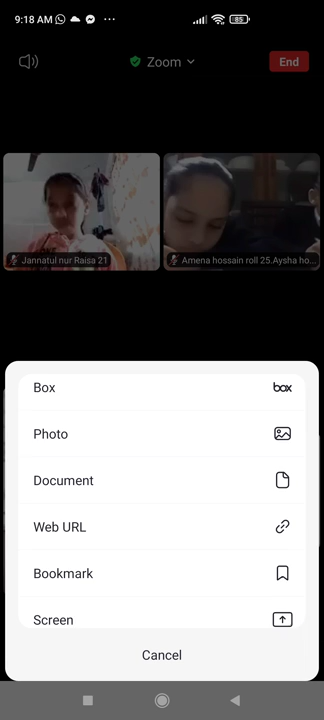 9:18 AM 85
Zoom
End
Jannatul nur Raisa 21
Amena hossain roll 25.Aysha ho...
Box box
Photo
Document
Web URL
Bookmark
Screen
Cancel